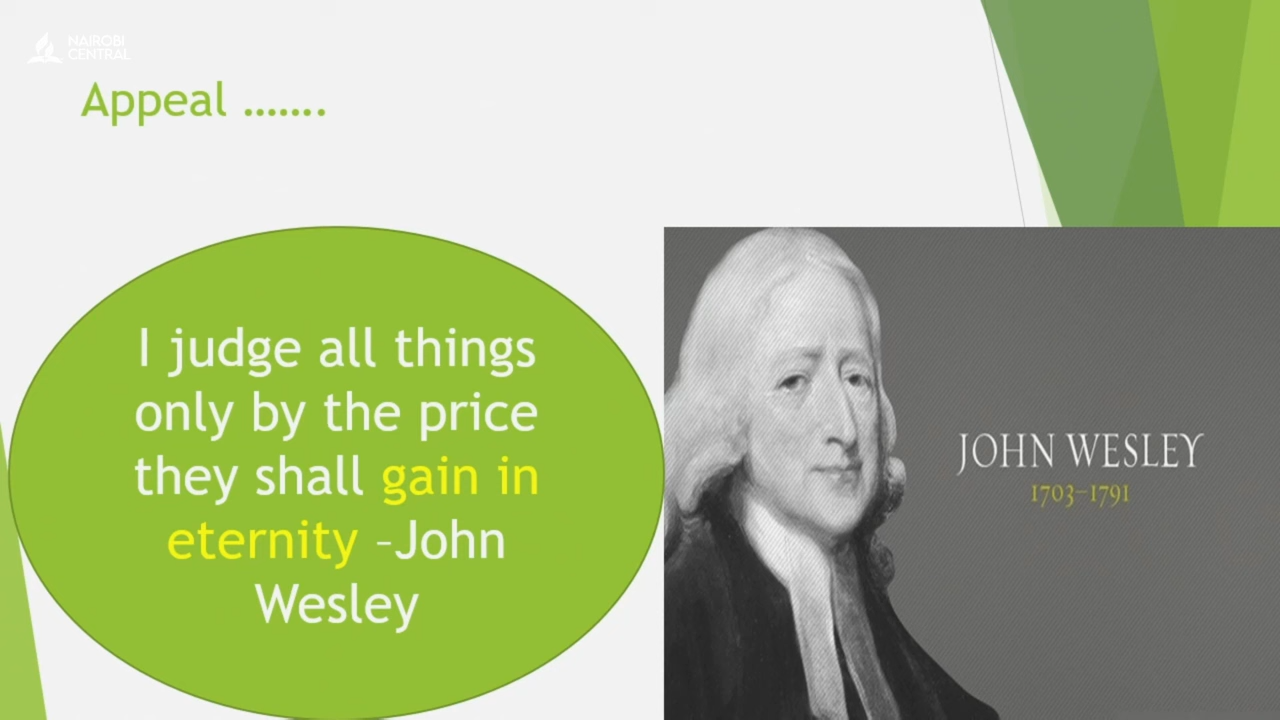 NAIROBI
CENTRAL
Appeal .......
I judge all things
only by the price
they shall gain in
eternity –John
Wesley
JOHN WESLEY
1703–1791